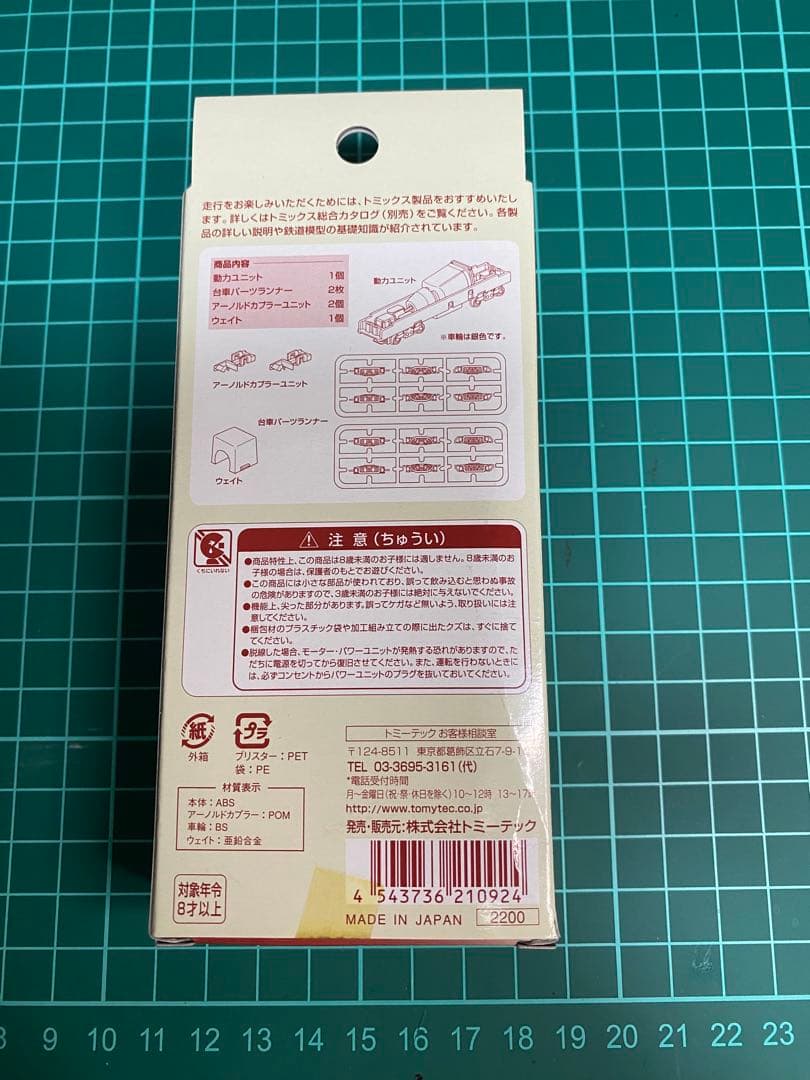 走行をお楽しみいただくためには、トミックス製品をおすすめいたし
ます。詳しくはトミックス総合カタログ(別売)をご覧ください。各製
品の詳しい説明や鉄道模型の基礎知識が紹介されています。
商品内容
動力ユニット 1個
台車パーツランナー 2枚
アーノルドカプラーユニット 2個
ウェイト 1個
動力ユニット
※車輪は銀色です。
アーノルドカプラーユニット
台車パーツランナー
ウェイト
くちにいれない
注意(ちゅうい)
●商品特性上、この商品は8歳未満のお子様には適しません。8歳未満のお
子様の場合は、保護者のもとでお遊びください。
●この商品には小さな部品が使われており、誤って飲み込むと思わぬ事故
の危険がありますので、3歳未満のお子様には絶対に与えないでください。
●機能上、尖った部分があります。誤ってケガなど無いよう、取り扱いには注
意してください。
●梱包材のプラスチック袋や加工組み立ての際に出たクズは、すぐに捨て
てください。
●脱線した場合、モーター・パワーユニットが発熱する恐れがありますので、た
だちに電源を切ってから復旧させてください。また、運転を行わないときに
は、必ずコンセントからパワーユニットのプラグを抜いておいてください。
紙
外箱
プラ
ブリスター:PET
袋:PE
材質表示
本体:ABS
アーノルドカプラー:POM
車輪:BS
ウェイト:亜鉛合金
対象年令
8才以上
トミーテック お客様相談室
〒124-8511 東京都葛飾区立石7-9-1
TEL 03-3695-3161(代)
*電話受付時間
月〜金曜日(祝・祭・休日を除く)10〜12時 13〜17時
http://www.tomytec.co.jp
発売・販売元:株式会社トミーテック
4 543736 210924
MADE IN JAPAN 2200
8 9 10 11 12 13 14 15 16 17 18 19 20 21 22 23